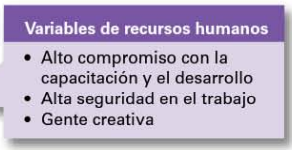 Variables de recursos humanos
• Alto compromiso con la
capacitación y el desarrollo
• Alta seguridad en el trabajo
• Gente creativa